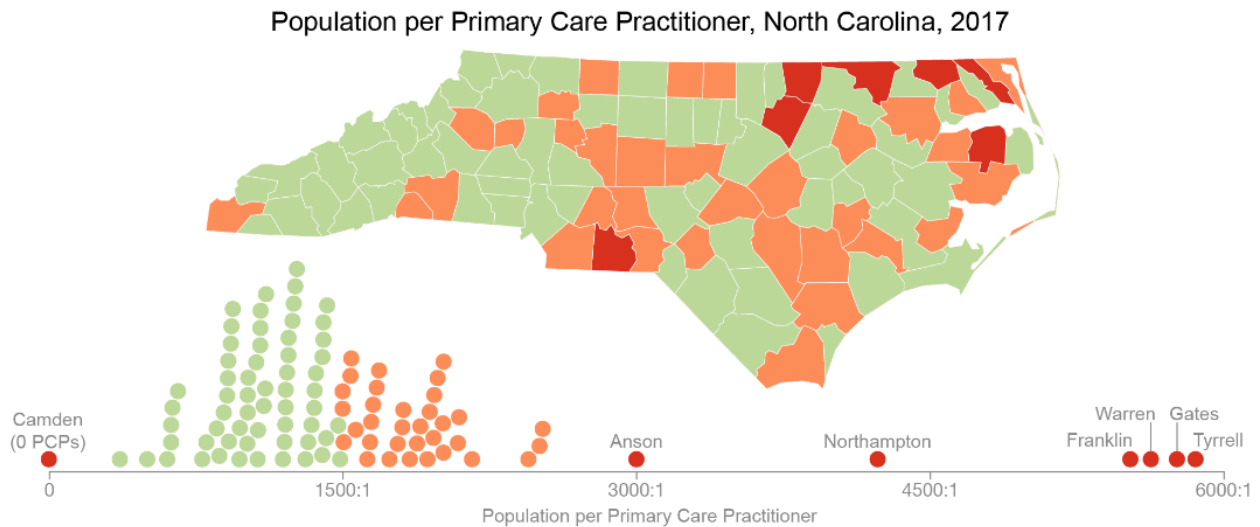 Population per Primary Care Practitioner, North Carolina, 2017
Camden
(0 PCPs)
Anson
Northampton
Warren
Gates
Franklin
Tyrrell
0
1500:1
3000:1
4500:1
6000:1
Population per Primary Care Practitioner